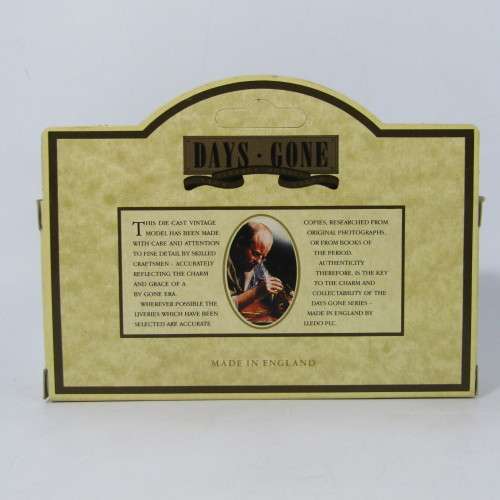 DAYS · GONE
THIS DIE CAST VINTAGE
MODEL HAS BEEN MADE
WITH CARE AND ATTENTION
TO FINE DETAIL BY SKILLED
CRAFTSMEN – ACCURATELY
REFLECTING THE CHARM
AND GRACE OF A
BY GONE ERA.
WHEREVER POSSIBLE THE
LIVERIES WHICH HAVE BEEN
SELECTED ARE ACCURATE
COPIES, RESEARCHED FROM
ORIGINAL PHOTOGRAPHS,
OR FROM BOOKS OF
THE PERIOD.
AUTHENTICITY
THEREFORE, IS THE KEY
TO THE CHARM AND
COLLECTABILITY OF THE
DAYS GONE SERIES –
MADE IN ENGLAND BY
LLEDO PLC.
MADE IN ENGLAND